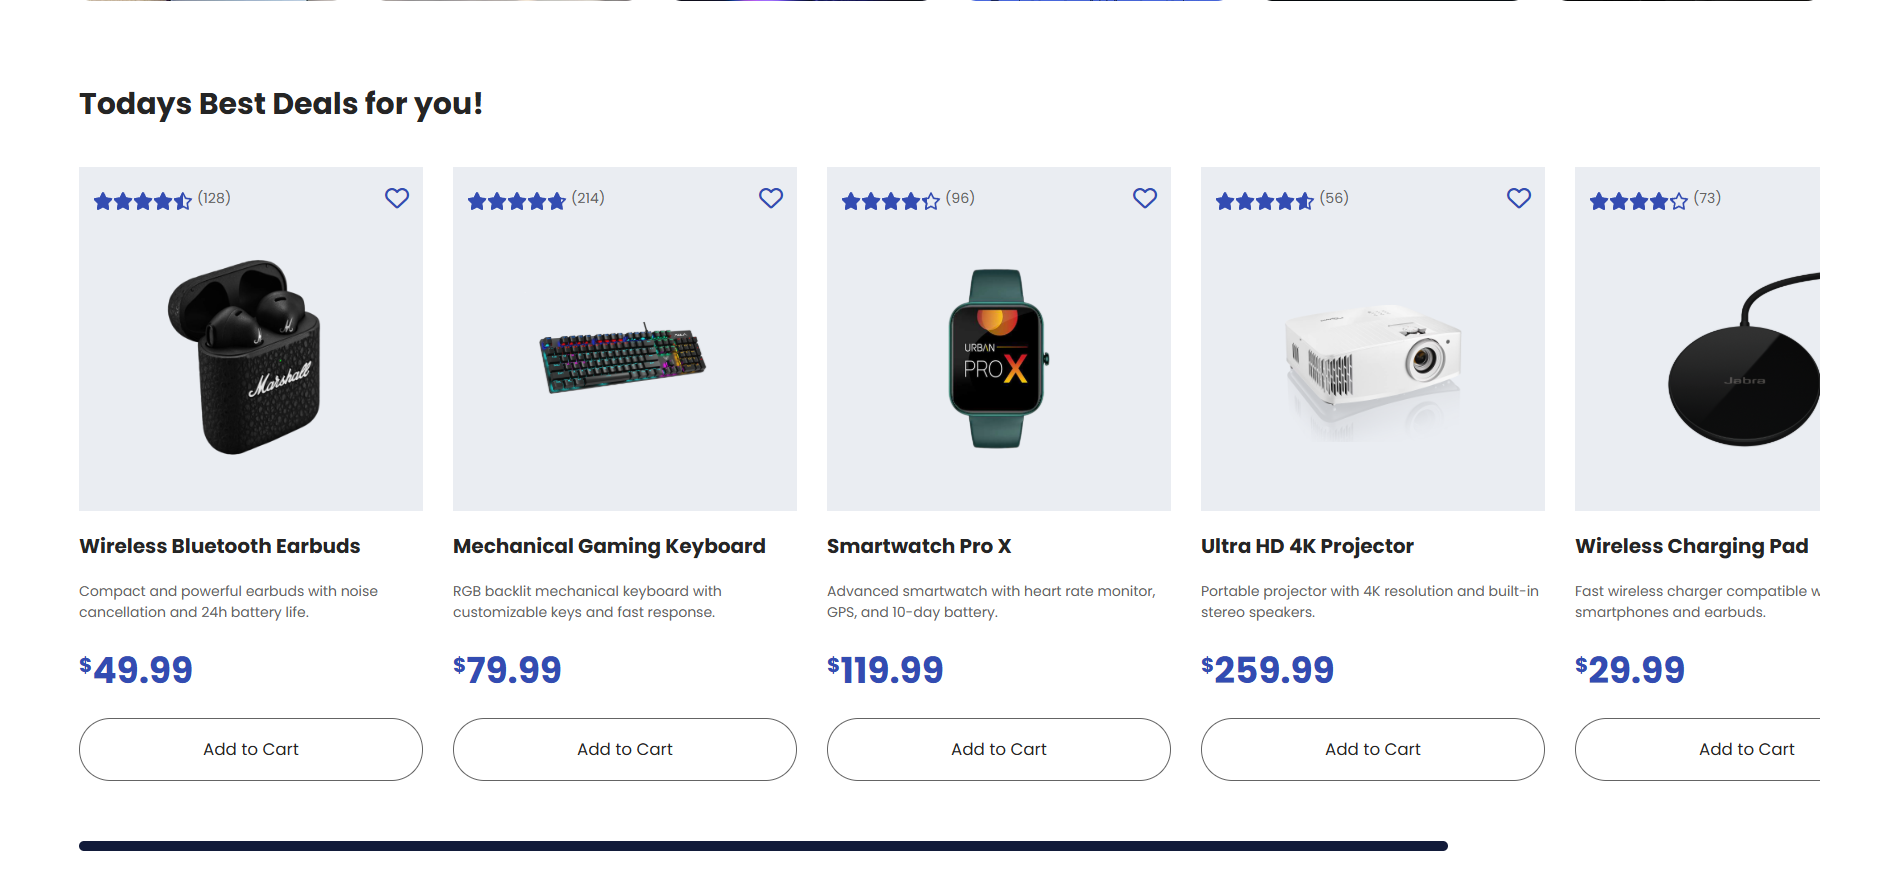 Todays Best Deals for you!
(128)
(214)
(96)
(56)
(73)
Marshall
URBAN
PRO X
Jabra
Wireless Bluetooth Earbuds
Compact and powerful earbuds with noise
cancellation and 24h battery life.
$49.99
Add to Cart
Mechanical Gaming Keyboard
RGB backlit mechanical keyboard with
customizable keys and fast response.
$79.99
Add to Cart
Smartwatch Pro X
Advanced smartwatch with heart rate monitor,
GPS, and 10-day battery.
$119.99
Add to Cart
Ultra HD 4K Projector
Portable projector with 4K resolution and built-in
stereo speakers.
$259.99
Add to Cart
Wireless Charging Pad
Fast wireless charger compatible w
smartphones and earbuds.
$29.99
Add to Cart